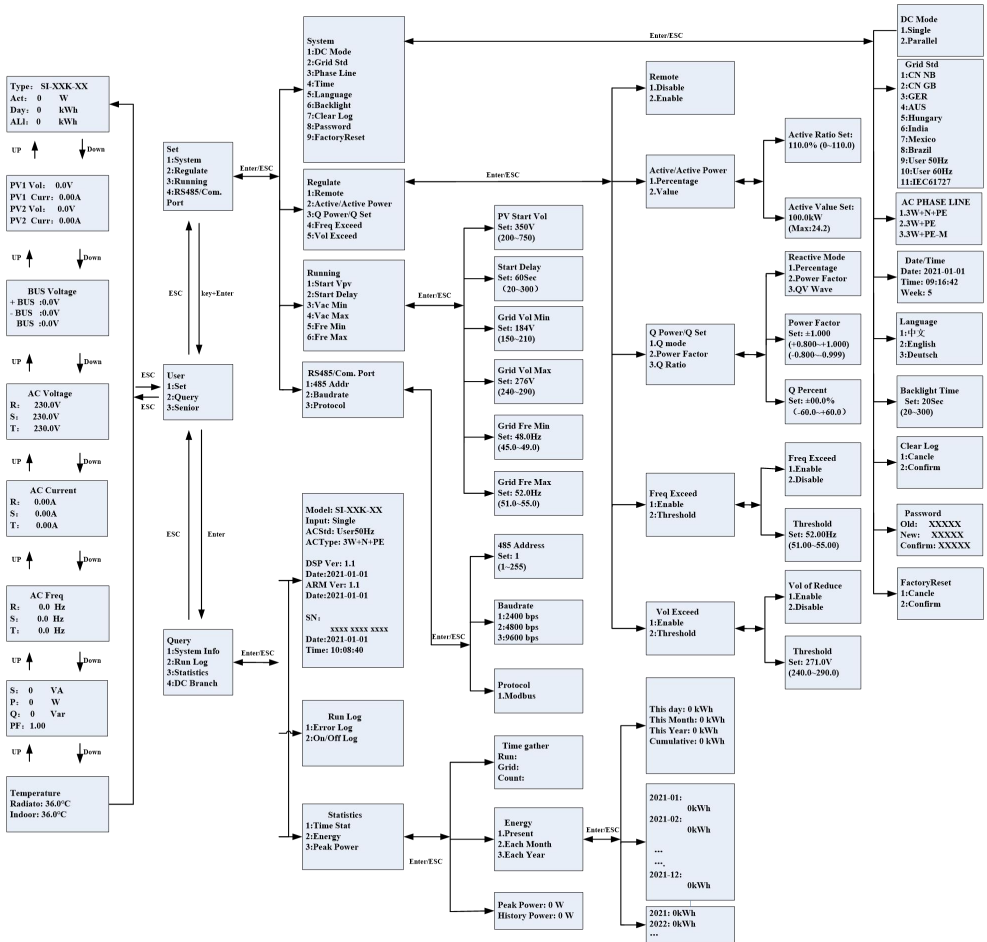 Type: SI-XXK-XX
Act: 0 W
Day: 0 kWh
ALl: 0 kWh
UP
Down
PV1 Vol: 0.0V
PV1 Curr: 0.00A
PV2 Vol: 0.0V
PV2 Curr: 0.00A
UP
Down
BUS Voltage
+ BUS :0.0V
- BUS :0.0V
BUS :0.0V
UP
Down
AC Voltage
R: 230.0V
S: 230.0V
T: 230.0V
UP
Down
AC Current
R: 0.00A
S: 0.00A
T: 0.00A
UP
Down
AC Freq
R: 0.0 Hz
S: 0.0 Hz
T: 0.0 Hz
UP
Down
S: 0 VA
P: 0 W
Q: 0 Var
PF: 1.00
UP
Down
Temperature
Radiato: 36.0°C
Indoor: 36.0°C
ESC
ESC
Set
1:System
2:Regulate
3:Running
4:RS485/Com.
Port
ESC
key+Enter
User
1:Set
2:Query
3:Senior
ESC
Enter
Query
1:System Info
2:Run Log
3:Statistics
4:DC Branch
Enter/ESC
Enter/ESC
System
1:DC Mode
2:Grid Std
3:Phase Line
4:Time
5:Language
6:Backlight
7:Clear Log
8:Password
9:FactoryReset
Enter/ESC
Regulate
1:Remote
2:Active/Active Power
3:Q Power/Q Set
4:Freq Exceed
5:Vol Exceed
Enter/ESC
Running
1:Start Vpv
2:Start Delay
3:Vac Min
4:Vac Max
5:Fre Min
6:Fre Max
Enter/ESC
RS485/Com. Port
1:485 Addr
2:Baudrate
3:Protocol
Enter/ESC
Model: SI-XXK-XX
Input: Single
ACStd: User50Hz
ACType: 3W+N+PE
DSP Ver: 1.1
Date:2021-01-01
ARM Ver: 1.1
Date:2021-01-01
SN:
xxxx xxxx xxxx
Date:2021-01-01
Time: 10:08:40
Run Log
1:Error Log
2:On/Off Log
Statistics
1:Time Stat
2:Energy
3:Peak Power
Enter/ESC
PV Start Vol
Set: 350V
(200~750)
Start Delay
Set: 60Sec
(20~300)
Grid Vol Min
Set: 184V
(150~210)
Grid Vol Max
Set: 276V
(240~290)
Grid Fre Min
Set: 48.0Hz
(45.0~49.0)
Grid Fre Max
Set: 52.0Hz
(51.0~55.0)
485 Address
Set: 1
(1~255)
Baudrate
1:2400 bps
2:4800 bps
3:9600 bps
Protocol
1.Modbus
Time gather
Run:
Grid:
Count:
Energy
1.Present
2.Each Month
3.Each Year
Enter/ESC
Peak Power: 0 W
History Power: 0 W
Remote
1.Disable
2.Enable
Active/Active Power
1.Percentage
2.Value
Q Power/Q Set
1.Q mode
2.Power Factor
3.Q Ratio
Freq Exceed
1:Enable
2:Threshold
Vol Exceed
1:Enable
2:Threshold
This day: 0 kWh
This Month: 0 kWh
This Year: 0 kWh
Cumulative: 0 kWh
2021-01:
0kWh
2021-02:
0kWh
...
...,
2021-12:
0kWh
2021: 0kWh
2022: 0kWh
...
Active Ratio Set:
110.0% (0~110.0)
Active Value Set:
100.0kW
(Max:24.2)
Reactive Mode
1.Percentage
2.Power Factor
3.QV Wave
Power Factor
Set: ±1.000
(+0.800~+1.000)
(-0.800~-0.999)
Q Percent
Set: ±00.0%
（-60.0~+60.0）
Freq Exceed
1.Enable
2.Disable
Threshold
Set: 52.00Hz
(51.00~55.00)
Vol of Reduce
1.Enable
2.Disable
Threshold
Set: 271.0V
(240.0~290.0)
DC Mode
1.Single
2.Parallel
Grid Std
1:CN NB
2:CN GB
3:GER
4:AUS
5:Hungary
6:India
7:Mexico
8:Brazil
9:User 50Hz
10:User 60Hz
11:IEC61727
AC PHASE LINE
1.3W+N+PE
2.3W+PE
3.3W+PE-M
Date/Time
Date: 2021-01-01
Time: 09:16:42
Week: 5
Language
1:中文
2:English
3:Deutsch
Backlight Time
Set: 20Sec
(20~300)
Clear Log
1:Cancle
2:Confirm
Password
Old: XXXXX
New: XXXXX
Confirm: XXXXX
FactoryReset
1:Cancle
2:Confirm